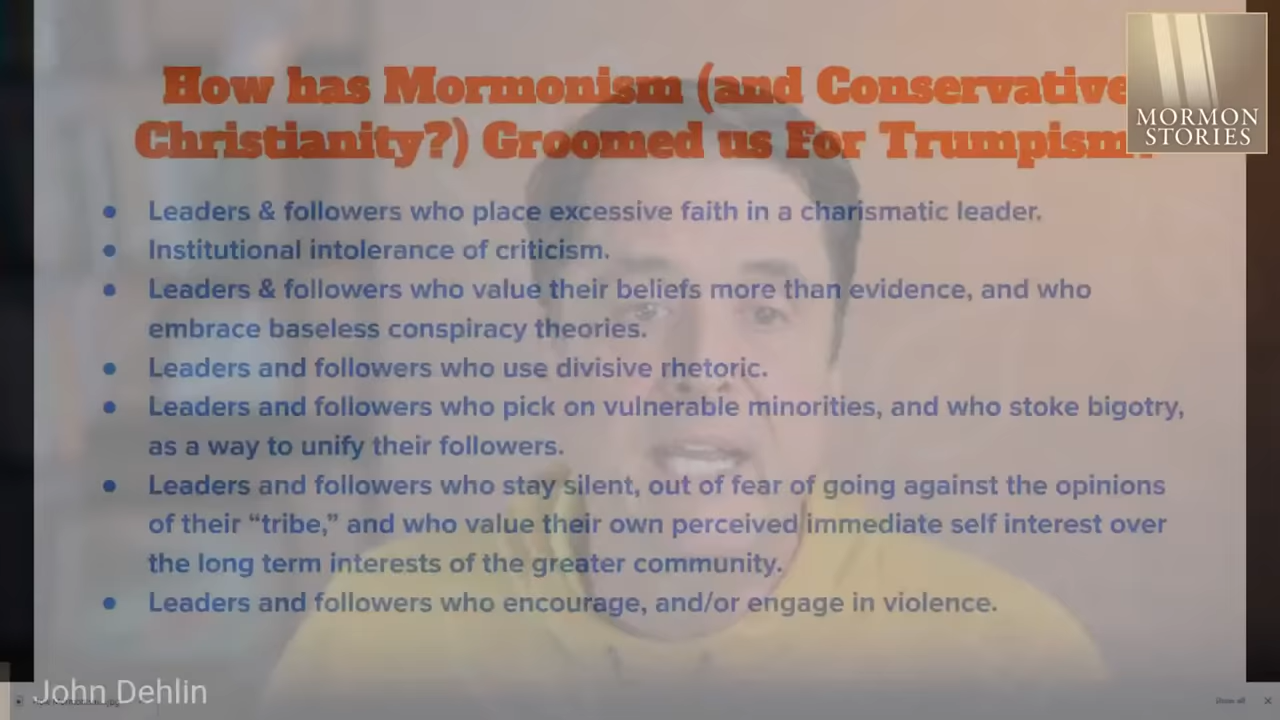 How has Mormonism (and Conservative
Christianity?) Groomed us For Trumpism?
MORMON
STORIES
● Leaders & followers who place excessive faith in a charismatic leader.
● Institutional intolerance of criticism.
● Leaders & followers who value their beliefs more than evidence, and who
embrace baseless conspiracy theories.
● Leaders and followers who use divisive rhetoric.
● Leaders and followers who pick on vulnerable minorities, and who stoke bigotry,
as a way to unify their followers.
● Leaders and followers who stay silent, out of fear of going against the opinions
of their “tribe,” and who value their own perceived immediate self interest over
the long term interests of the greater community.
● Leaders and followers who encourage, and/or engage in violence.
John Dehlin
Show all